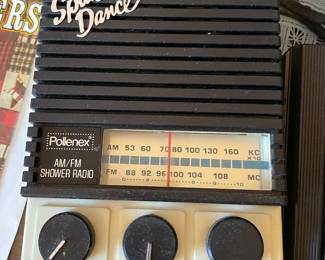 ERS
Dance
Pollenex
AM/FM
SHOWER RADIO
AM 53 60 70 80 100 130 160 KC
X10
FM 88 92 96 100 104 108 MC